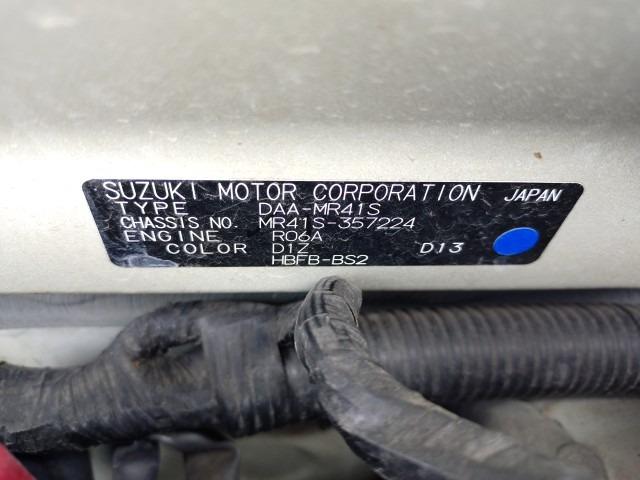 SUZUKI MOTOR CORPORATION JAPAN
TYPE DAA-MR41S
CHASSIS NO. MR41S-357224
ENGINE R06A
COLOR D1Z D13
HBFB-BS2